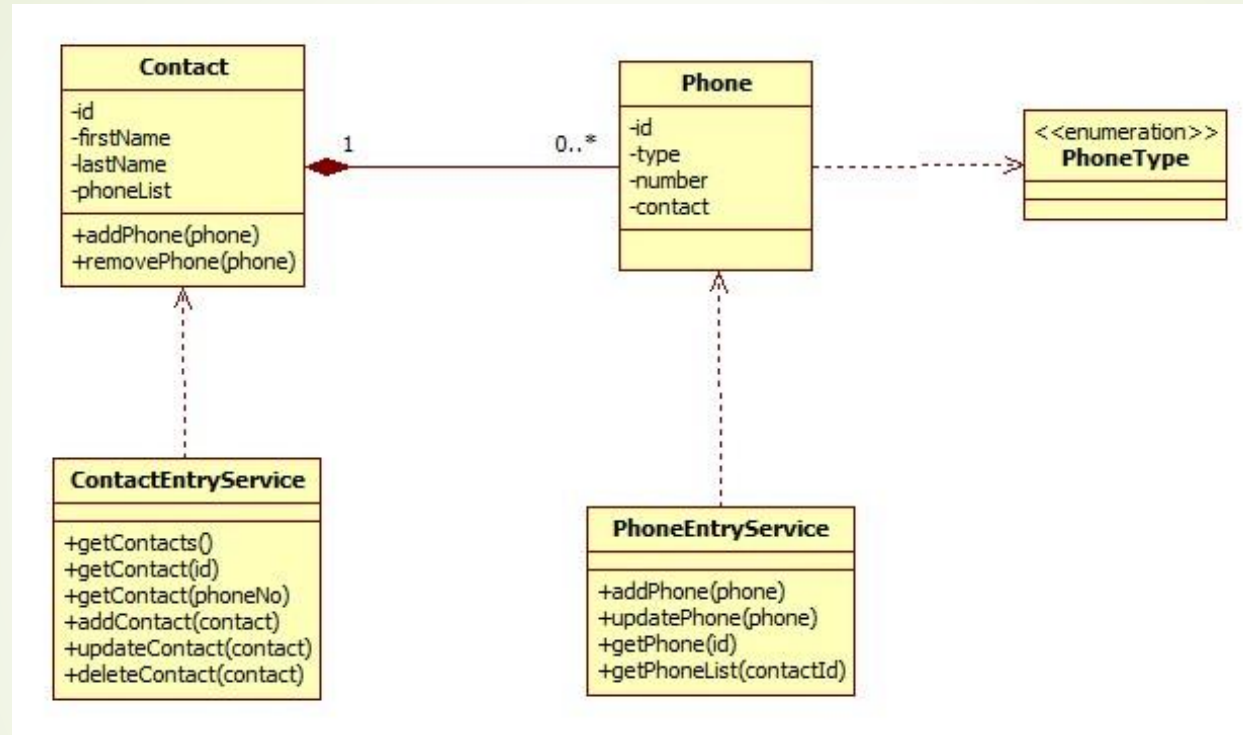 Contact
-id
-firstName
-lastName
-phoneList
+addPhone(phone)
+removePhone(phone)
1
0..*
Phone
-id
-type
-number
-contact
<<enumeration>>
PhoneType
ContactEntryService
+getContacts()
+getContact(id)
+getContact(phoneNo)
+addContact(contact)
+updateContact(contact)
+deleteContact(contact)
PhoneEntryService
+addPhone(phone)
+updatePhone(phone)
+getPhone(id)
+getPhoneList(contactId)